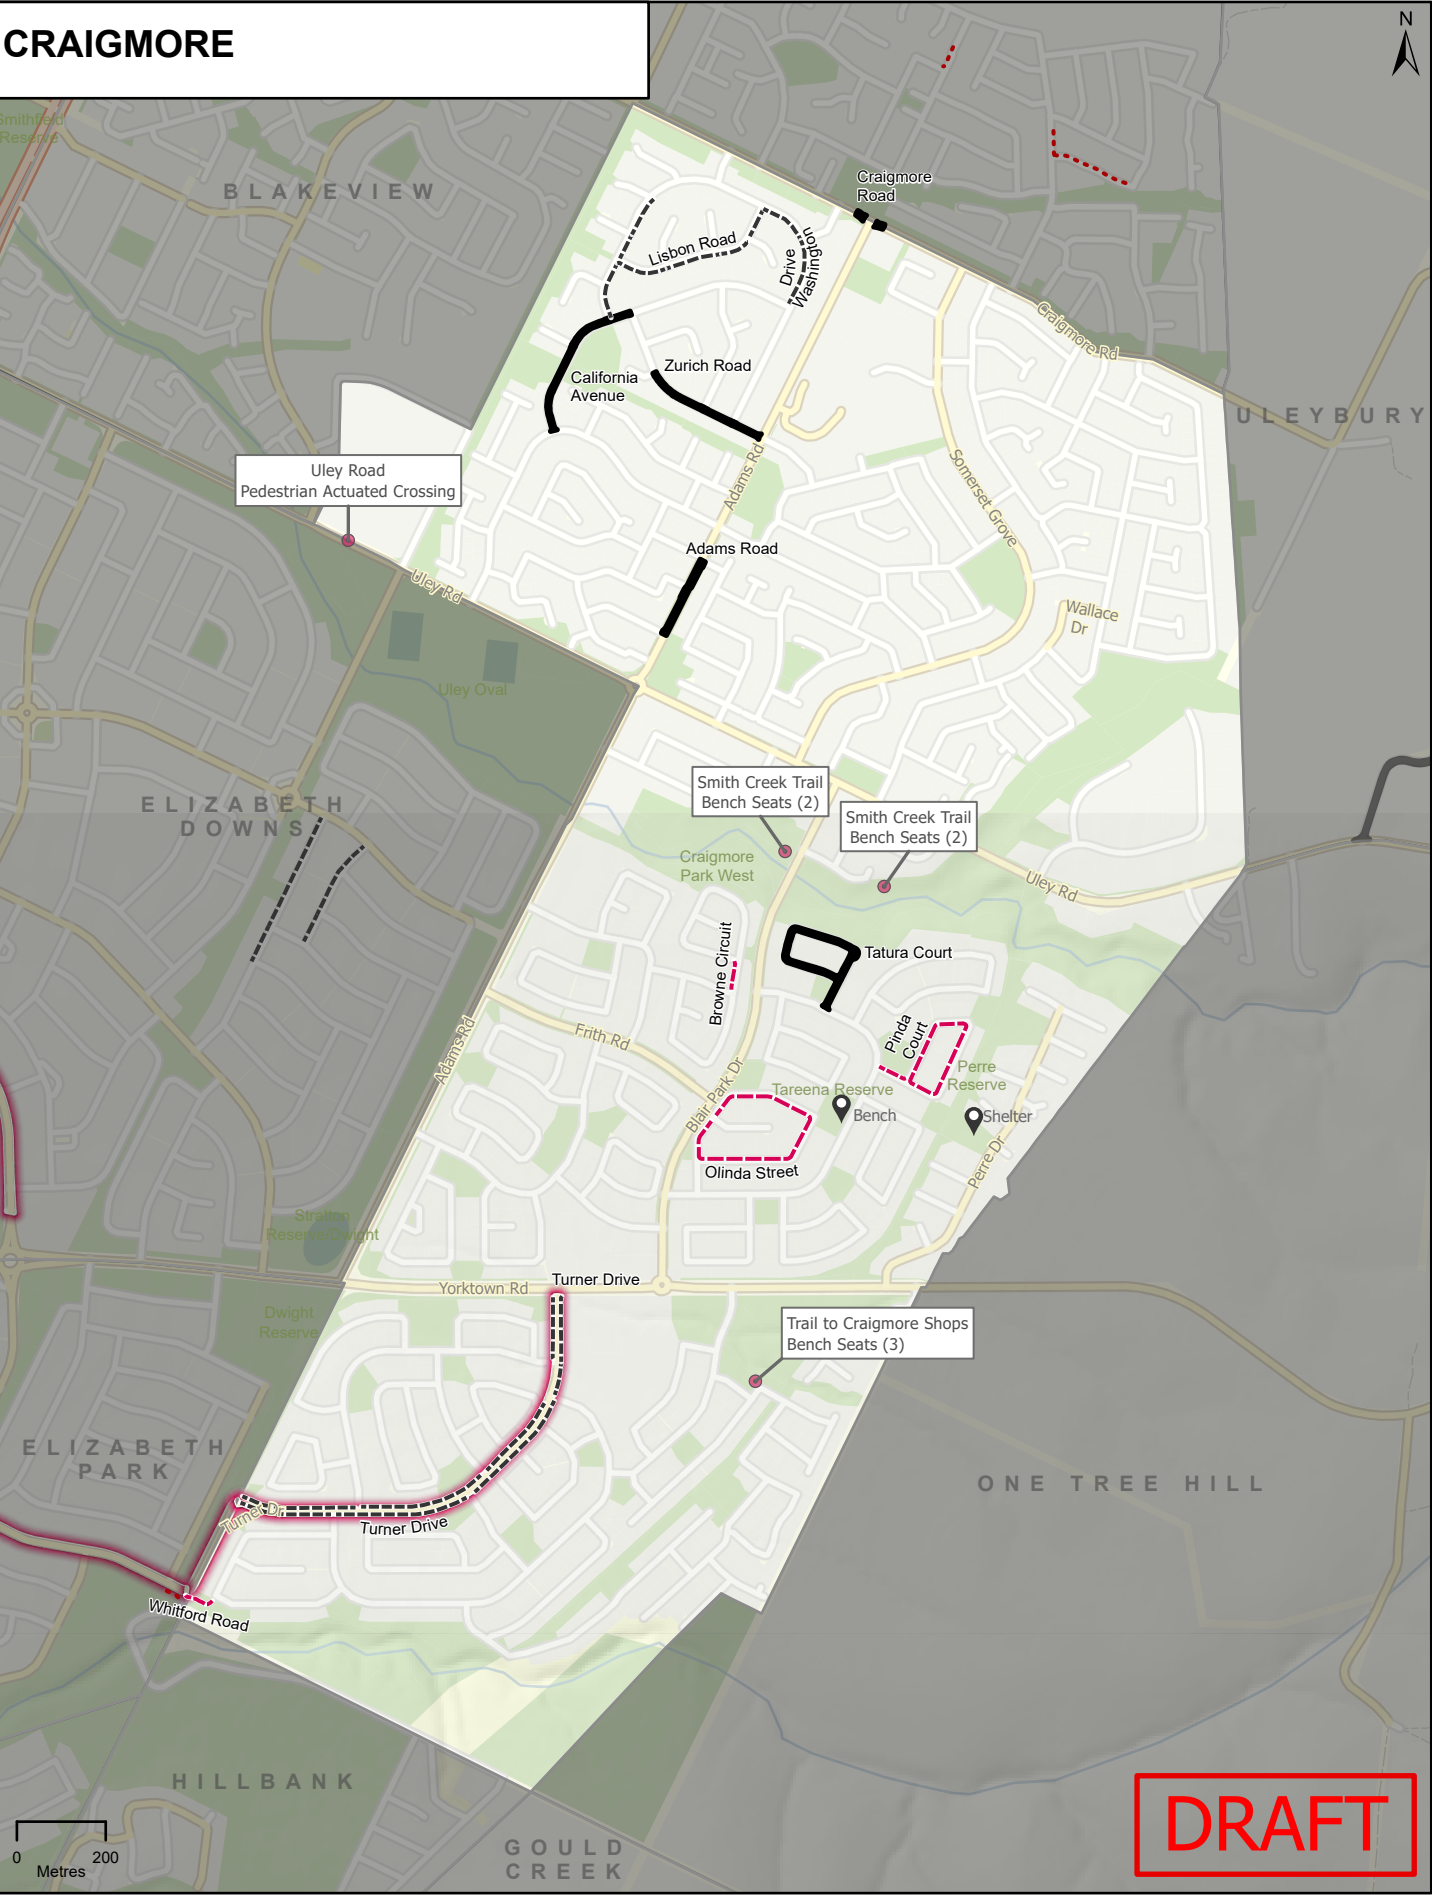 CRAIGMORE
N
Smithfield
Reserve
BLAKEVIEW
Craigmore
Road
Lisbon Road
Drive
Washington
Craigmore Rd
California
Avenue
Zurich Road
ULEYBURY
Uley Road
Pedestrian Actuated Crossing
Adams Rd
Somerset Grove
Adams Road
Uley Rd
Wallace
Dr
Uley Oval
ELIZABETH
DOWNS
Smith Creek Trail
Bench Seats (2)
Smith Creek Trail
Bench Seats (2)
Craigmore
Park West
Uley Rd
Browne Circuit
Tatura Court
Frith Rd
Adams Rd
Pinda
Court
Perre
Reserve
Blair Park Dr
Tareena Reserve
Bench
Shelter
Olinda Street
Perre Dr
Stratton
Reserve/Dwight
Yorktown Rd
Turner Drive
Dwight
Reserve
Trail to Craigmore Shops
Bench Seats (3)
ELIZABETH
PARK
ONE TREE HILL
Turner Dr
Turner Drive
Whitford Road
HILLBANK
GOULD
CREEK
0 200
Metres
DRAFT